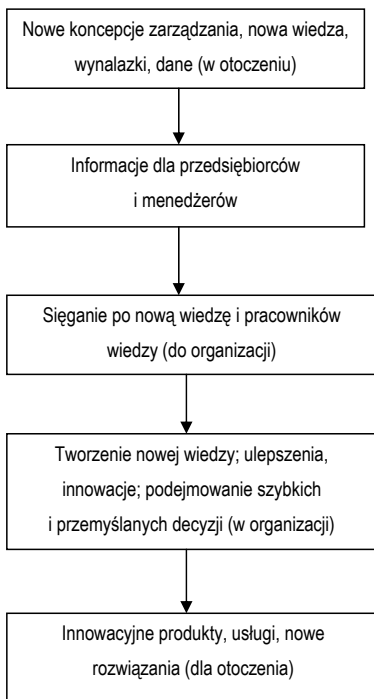 Nowe koncepcje zarządzania, nowa wiedza,
wynalazki, dane (w otoczeniu)
Informacje dla przedsiębiorców
i menedżerów
Sięganie po nową wiedzę i pracowników
wiedzy (do organizacji)
Tworzenie nowej wiedzy; ulepszenia,
innowacje; podejmowanie szybkich
i przemyślanych decyzji (w organizacji)
Innowacyjne produkty, usługi, nowe
rozwiązania (dla otoczenia)